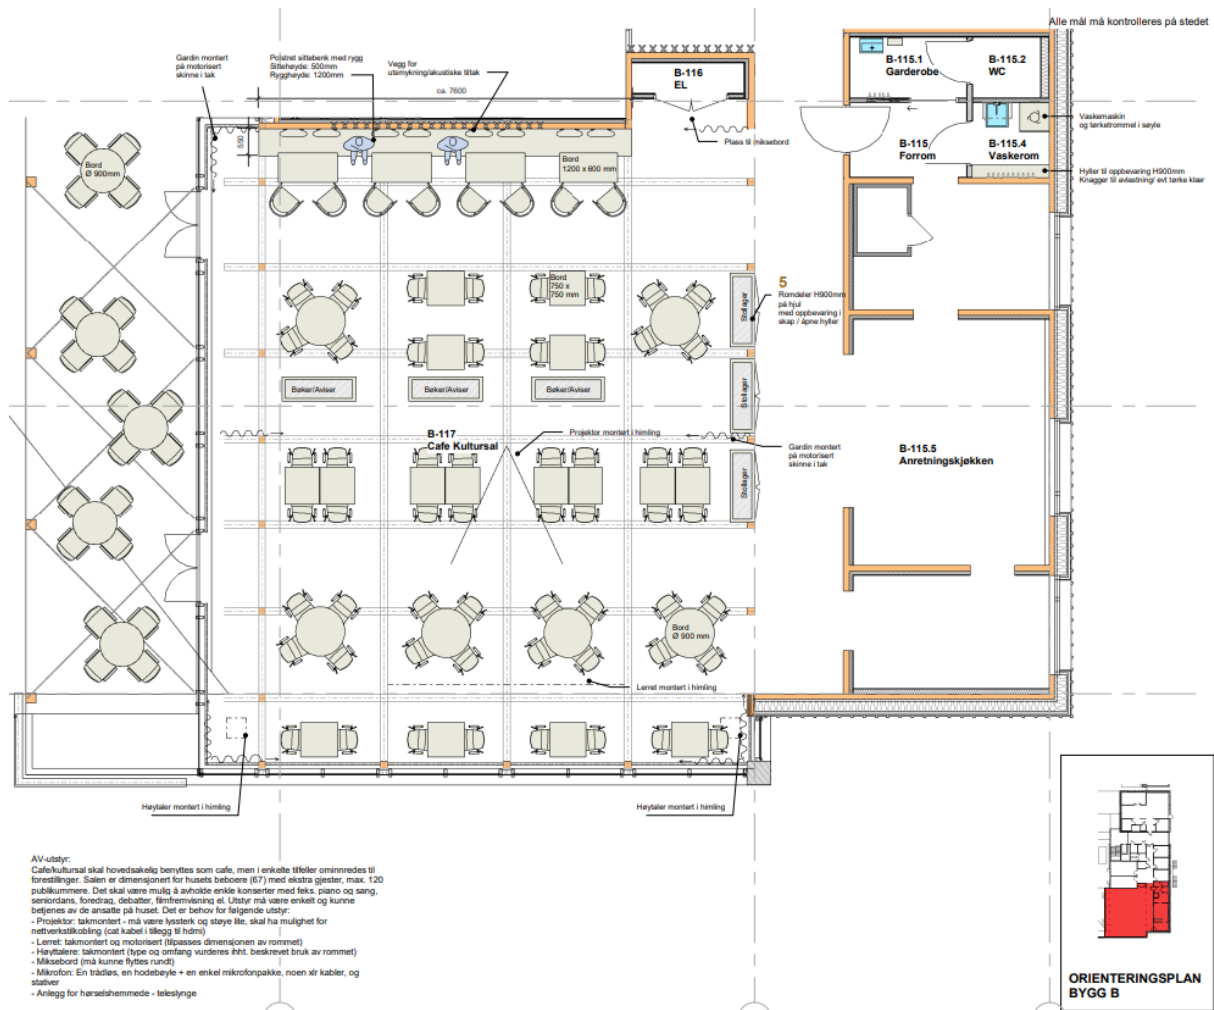 Alle mål må kontrolleres på stedet
Gardin montert
på motorisert
skinne i tak
Polstret sittebenk med rygg
Sittehøyde: 500mm
Rygghøyde: 1200mm
Vegg for
utsmykning/akustiske tiltak
ca. 7600
550
B-116
EL
Plass til miksebord
B-115.1
Garderobe
B-115.2
WC
B-115
Forrom
B-115.4
Vaskerom
Vaskemaskin
og tørketrommel i søyle
Hyller til oppbevaring H900mm
Knagger til avlastning/ evt tørke klær
Bord
Ø 900mm
Bord
1200 x 600 mm
Bord
750 x
750 mm
5
Romdeler H900mm
på hjul
med oppbevaring i
skap / åpne hyller
Stollager
Stollager
Stollager
Bøker/Aviser
Bøker/Aviser
Bøker/Aviser
B-117
Cafe Kultursal
Projektor montert i himling
Gardin montert
på motorisert
skinne i tak
B-115.5
Anretningskjøkken
Bord
Ø 900 mm
Lerret montert i himling
Høytaler montert i himling
Høytaler montert i himling
AV-utstyr:
Cafe/kultursal skal hovedsakelig benyttes som cafe, men i enkelte tilfeller ominnredes til
forestillinger. Salen er dimensjonert for husets beboere (67) med ekstra gjester, max. 120
publikummere. Det skal være mulig å avholde enkle konserter med feks. piano og sang,
seniordans, foredrag, debatter, filmfremvisning el. Utstyr må være enkelt og kunne
betjenes av de ansatte på huset. Det er behov for følgende utstyr:
- Projektor: takmontert - må være lyssterk og støye lite, skal ha mulighet for
nettverkstilkobling (cat kabel i tillegg til hdmi)
- Lerret: takmontert og motorisert (tilpasses dimensjonen av rommet)
- Høyttalere: takmontert (type og omfang vurderes ihht. beskrevet bruk av rommet)
- Miksebord (må kunne flyttes rundt)
- Mikrofon: En trådløs, en hodebøyle + en enkel mikrofonpakke, noen xlr kabler, og
stativer
- Anlegg for hørselshemmede - teleslynge
ORIENTERINGSPLAN
BYGG B